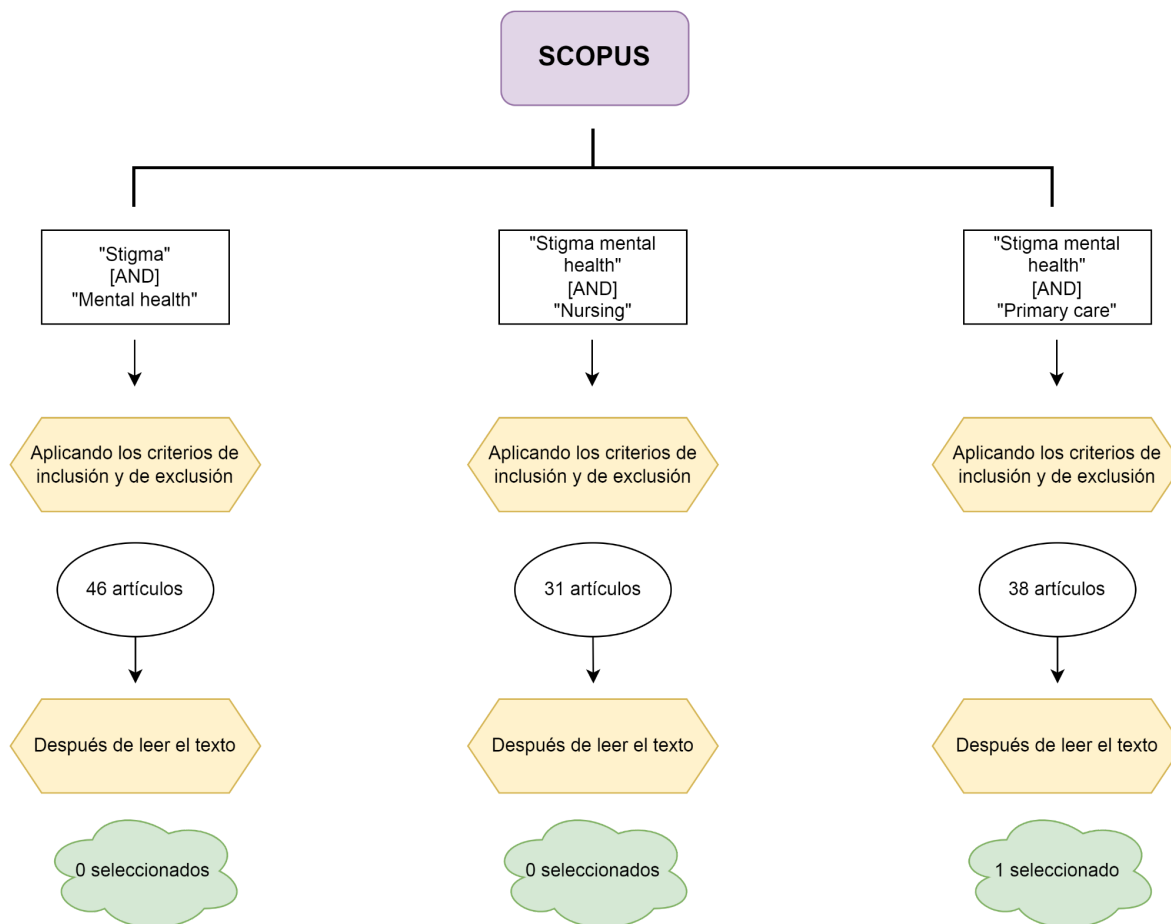 SCOPUS
"Stigma"
[AND]
"Mental health"
"Stigma mental
health"
[AND]
"Nursing"
"Stigma mental
health"
[AND]
"Primary care"
Aplicando los criterios de
inclusión y de exclusión
Aplicando los criterios de
inclusión y de exclusión
Aplicando los criterios de
inclusión y de exclusión
46 artículos
31 artículos
38 artículos
Después de leer el texto
Después de leer el texto
Después de leer el texto
0 seleccionados
0 seleccionados
1 seleccionado